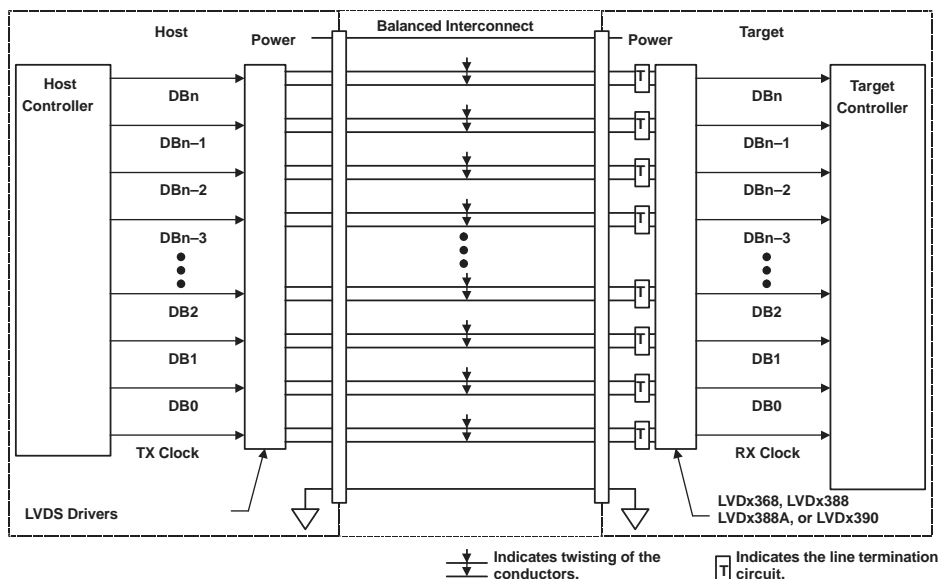 Host
Power
Balanced Interconnect
Power
Target
Host
Controller
Target
Controller
DBn
T
DBn
DBn–1
T
DBn–1
DBn–2
T
DBn–2
DBn–3
T
DBn–3
DB2
T
DB2
DB1
T
DB1
DB0
T
DB0
TX Clock
T
RX Clock
LVDS Drivers
LVDx368, LVDx388
LVDx388A, or LVDx390
Indicates twisting of the
conductors.
T
Indicates the line termination
circuit.